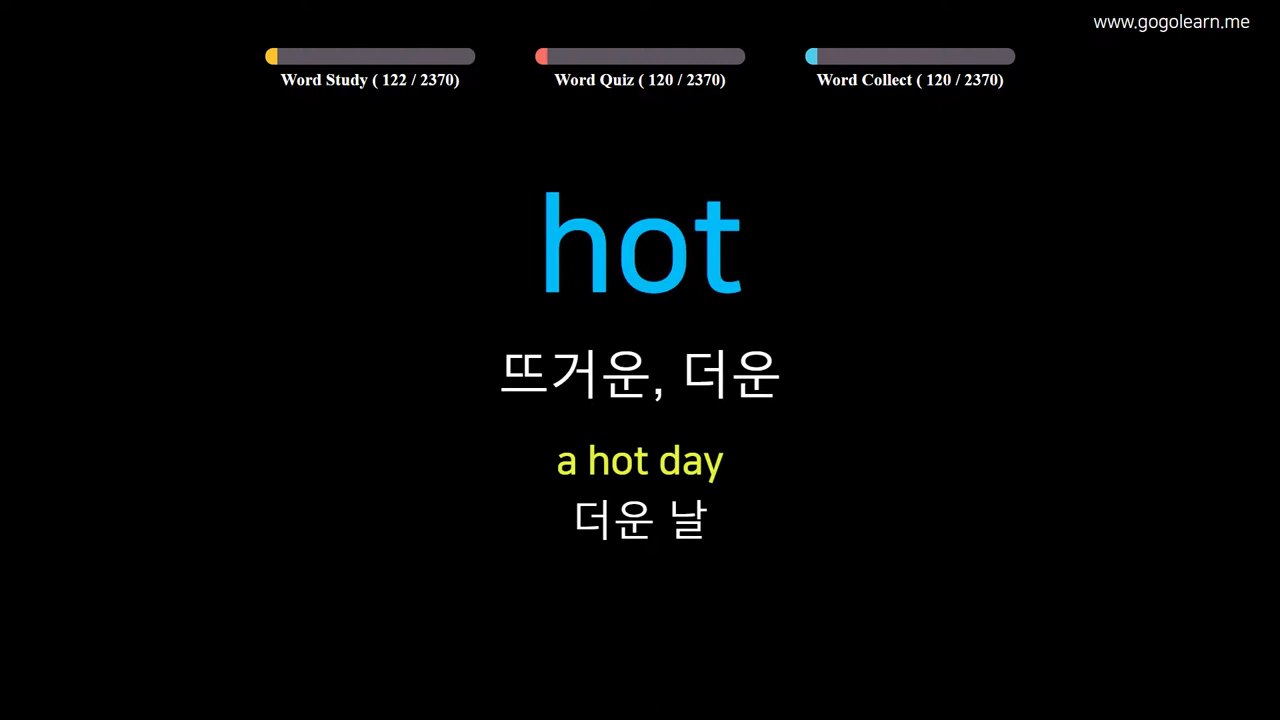 www.gogolearn.me
Word Study ( 122 / 2370)
Word Quiz ( 120 / 2370)
Word Collect ( 120 / 2370)
hot
뜨거운, 더운
a hot day
더운 날